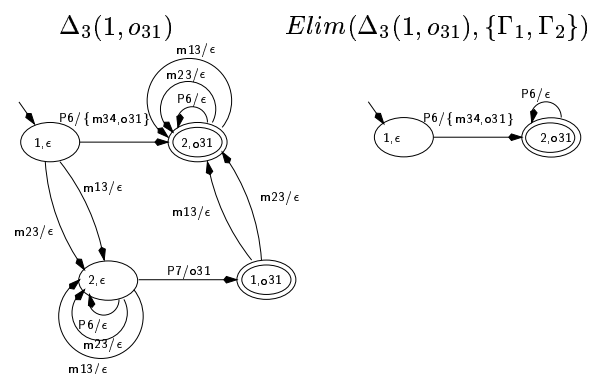 Δ₃(1, o₃₁)
Elim(Δ₃(1, o₃₁), {Γ₁, Γ₂})
m13/ϵ
m23/ϵ
P6/ϵ
P6/{m34,o31}
1,ϵ
2,o31
m13/ϵ
m23/ϵ
m13/ϵ
m23/ϵ
2,ϵ
P7/o31
1,o31
P6/ϵ
m23/ϵ
m13/ϵ
P6/ϵ
P6/{m34,o31}
1,ϵ
2,o31